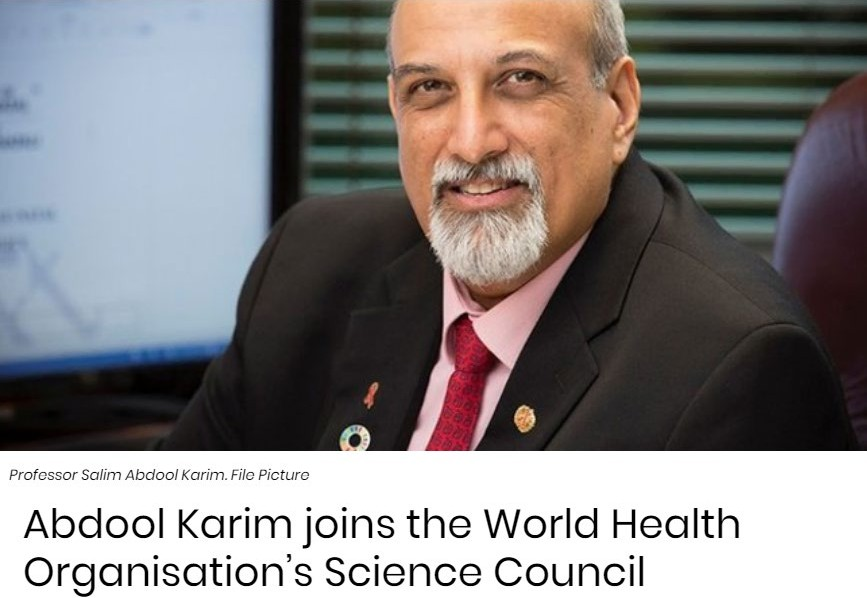 Professor Salim Abdool Karim. File Picture
Abdool Karim joins the World Health
Organisation's Science Council